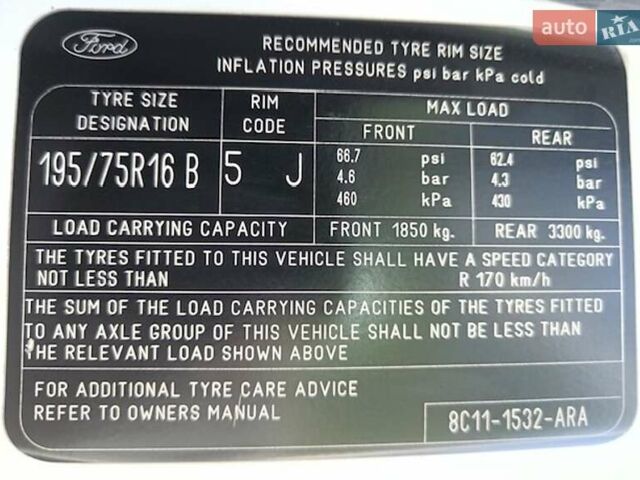 auto RIA
Ford
RECOMMENDED TYRE RIM SIZE
INFLATION PRESSURES psi bar kPa cold
TYRE SIZE DESIGNATION
RIM CODE
MAX LOAD
FRONT
REAR
195/75R16 B
5 J
66.7 psi
4.6 bar
460 kPa
62.4 psi
4.3 bar
430 kPa
LOAD CARRYING CAPACITY
FRONT 1850 kg.
REAR 3300 kg.
THE TYRES FITTED TO THIS VEHICLE SHALL HAVE A SPEED CATEGORY
NOT LESS THAN R 170 km/h
THE SUM OF THE LOAD CARRYING CAPACITIES OF THE TYRES FITTED
TO ANY AXLE GROUP OF THIS VEHICLE SHALL NOT BE LESS THAN
THE RELEVANT LOAD SHOWN ABOVE
FOR ADDITIONAL TYRE CARE ADVICE
REFER TO OWNERS MANUAL
8C11-1532-ARA